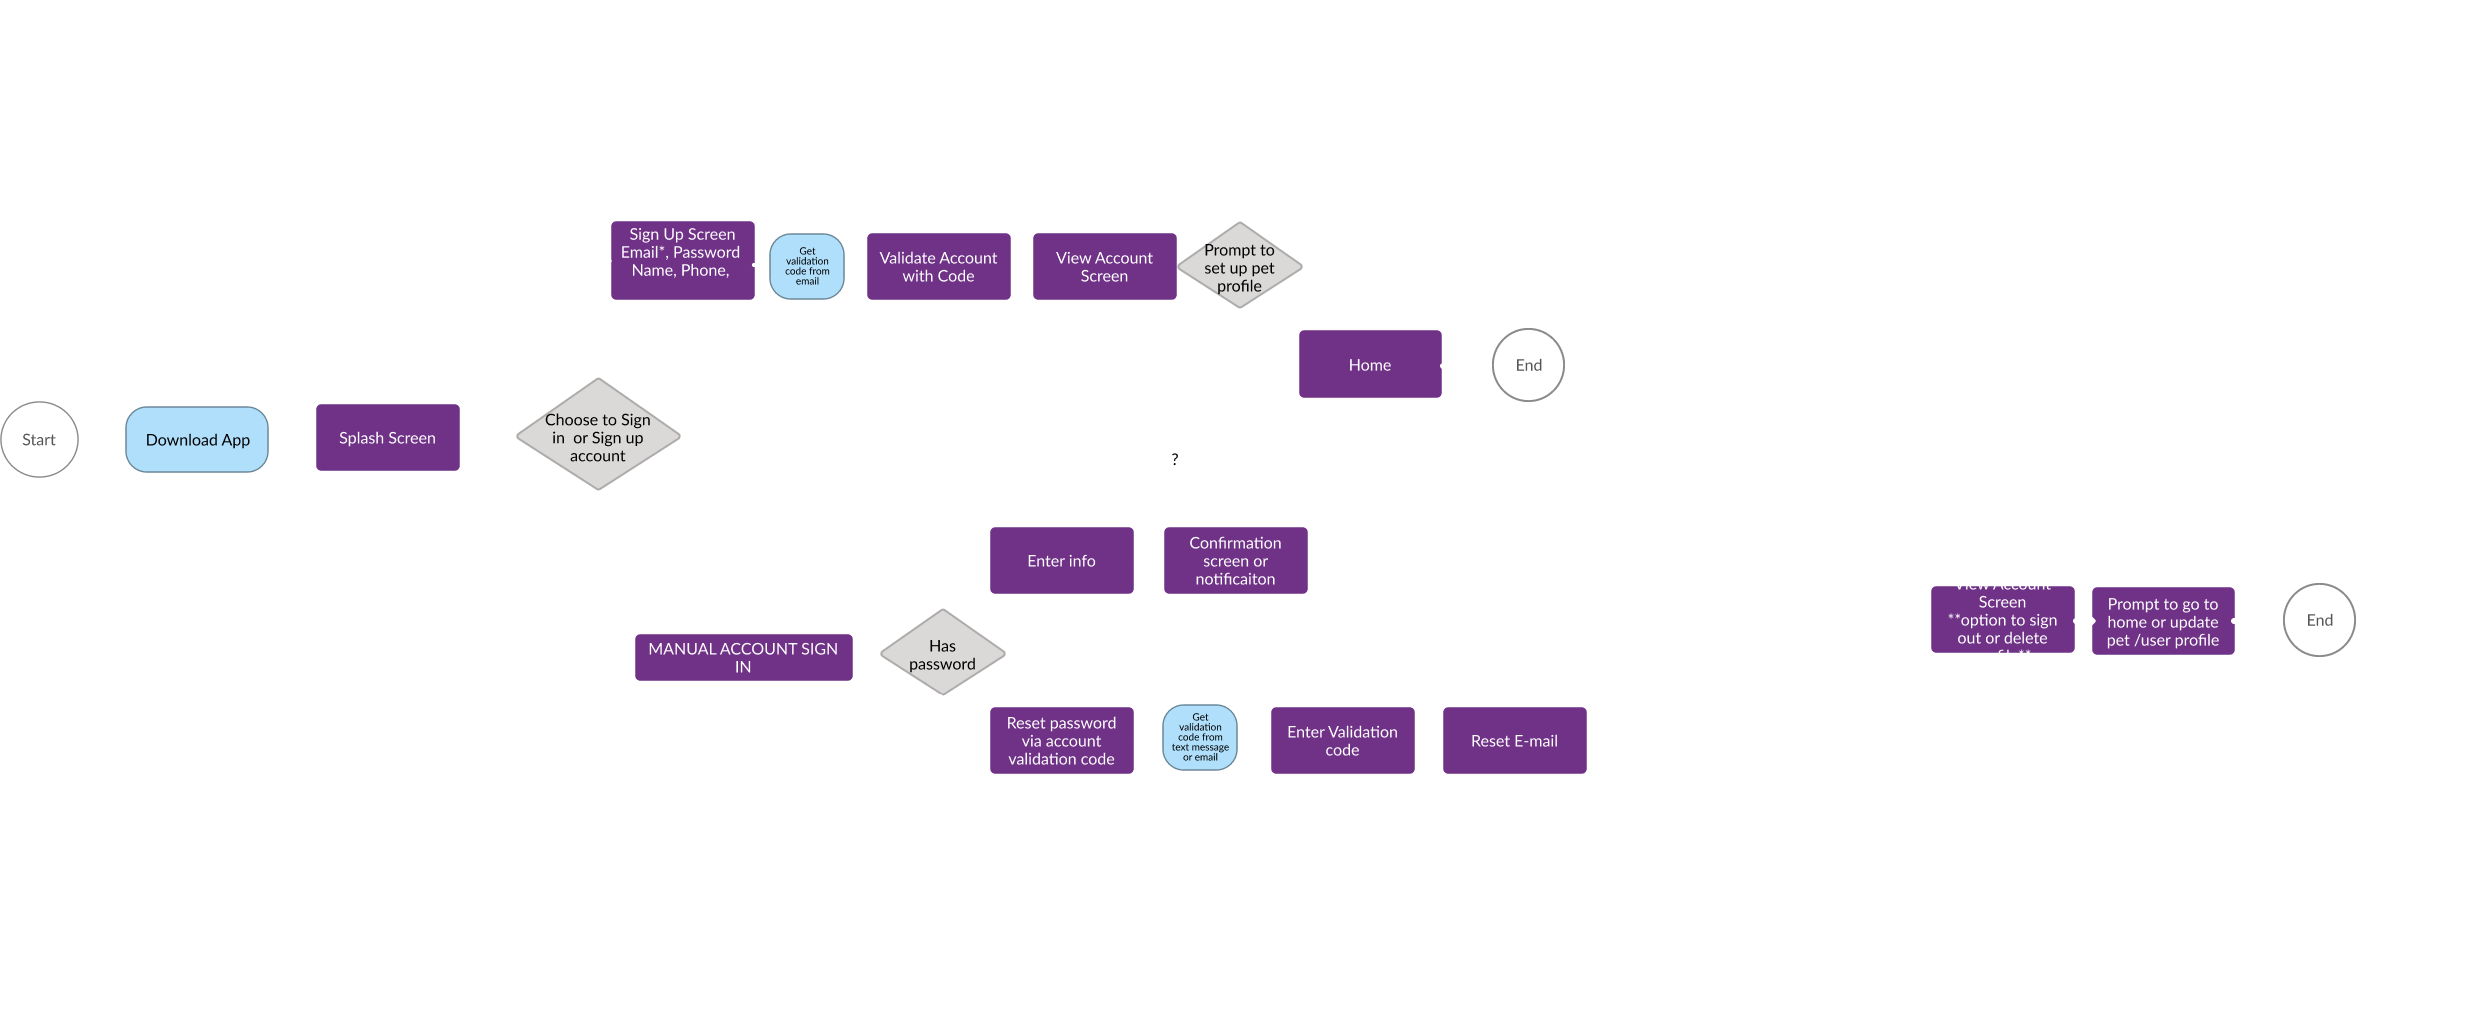 Sign Up Screen
Email*, Password
Name, Phone,
Get
validation
code from
email
Validate Account
with Code
View Account
Screen
Prompt to
set up pet
profile
Home
End
Start
Download App
Splash Screen
Choose to Sign
in or Sign up
account
?
Enter info
Confirmation
screen or
notificaiton
MANUAL ACCOUNT SIGN
IN
Has
password
View Account
Screen
**option to sign
out or delete
Prompt to go to
home or update
pet /user profile
End
Reset password
via account
validation code
Get
validation
code from
text message
or email
Enter Validation
code
Reset E-mail